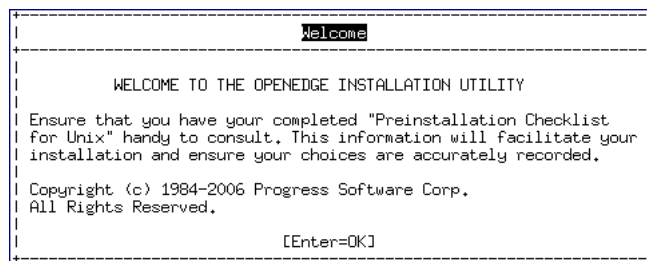 Welcome
WELCOME TO THE OPENEDGE INSTALLATION UTILITY
Ensure that you have your completed "Preinstallation Checklist
for Unix" handy to consult. This information will facilitate your
installation and ensure your choices are accurately recorded.
Copyright (c) 1984-2006 Progress Software Corp.
All Rights Reserved.
[Enter=OK]